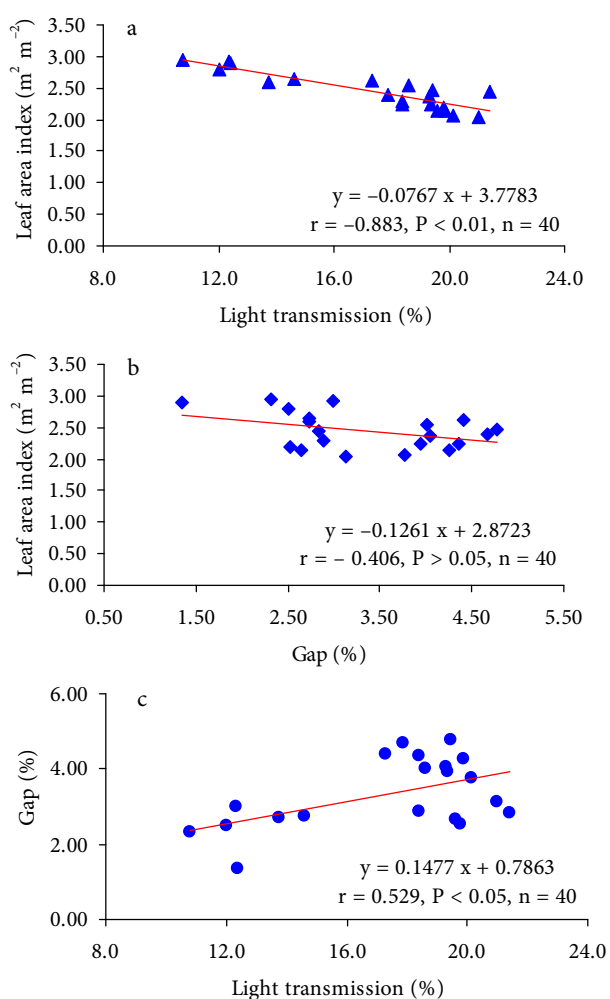 a
3.50
3.00
2.50
2.00
1.50
1.00
0.50
0.00
Leaf area index (m² m⁻²)
y = –0.0767 x + 3.7783
r = –0.883, P < 0.01, n = 40
8.0 12.0 16.0 20.0 24.0
Light transmission (%)
b
3.50
3.00
2.50
2.00
1.50
1.00
0.50
0.00
Leaf area index (m² m⁻²)
y = –0.1261 x + 2.8723
r = – 0.406, P > 0.05, n = 40
0.50 1.50 2.50 3.50 4.50 5.50
Gap (%)
c
6.00
4.00
2.00
0.00
Gap (%)
y = 0.1477 x + 0.7863
r = 0.529, P < 0.05, n = 40
8.0 12.0 16.0 20.0 24.0
Light transmission (%)